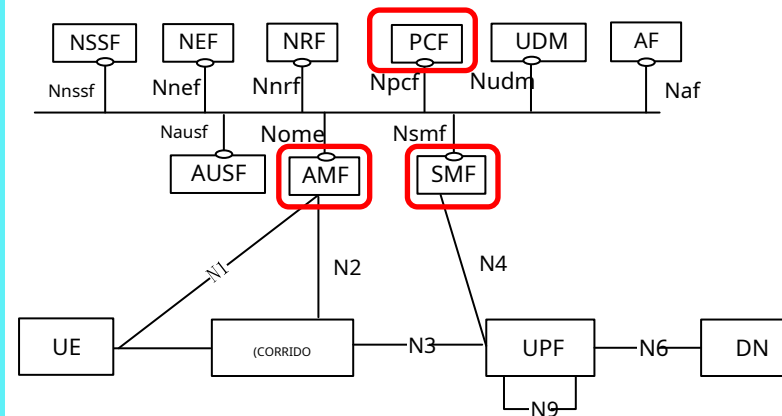 NSSF NEF NRF PCF UDM AF
Nnssf Nnef Nnrf Npcf Nudm Naf
Nausf Nome Nsmf
AUSF AMF SMF
N1 N2 N4
UE (CORRIDO N3 UPF N6 DN
N9